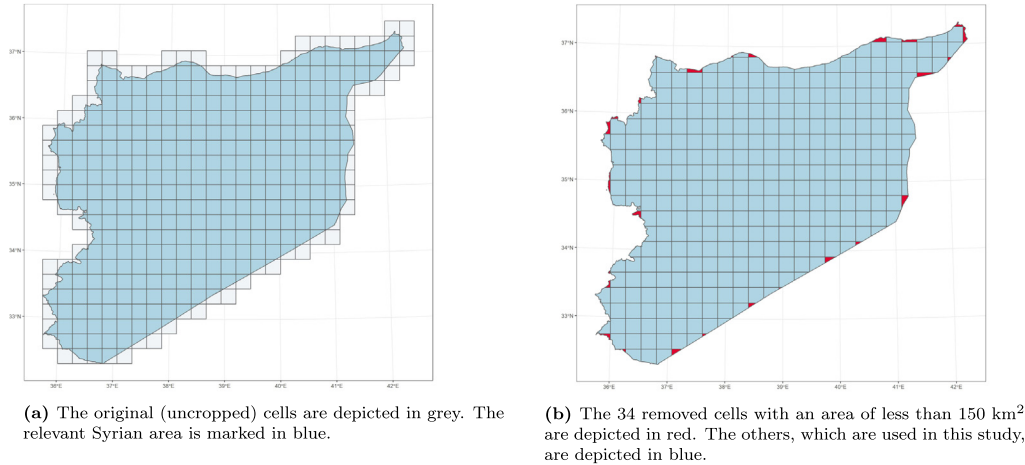 37°N
36°N
35°N
34°N
33°N
36°E 37°E 38°E 39°E 40°E 41°E 42°E
37°N
36°N
35°N
34°N
33°N
36°E 37°E 38°E 39°E 40°E 41°E 42°E
(a) The original (uncropped) cells are depicted in grey. The
relevant Syrian area is marked in blue.
(b) The 34 removed cells with an area of less than 150 km²
are depicted in red. The others, which are used in this study,
are depicted in blue.